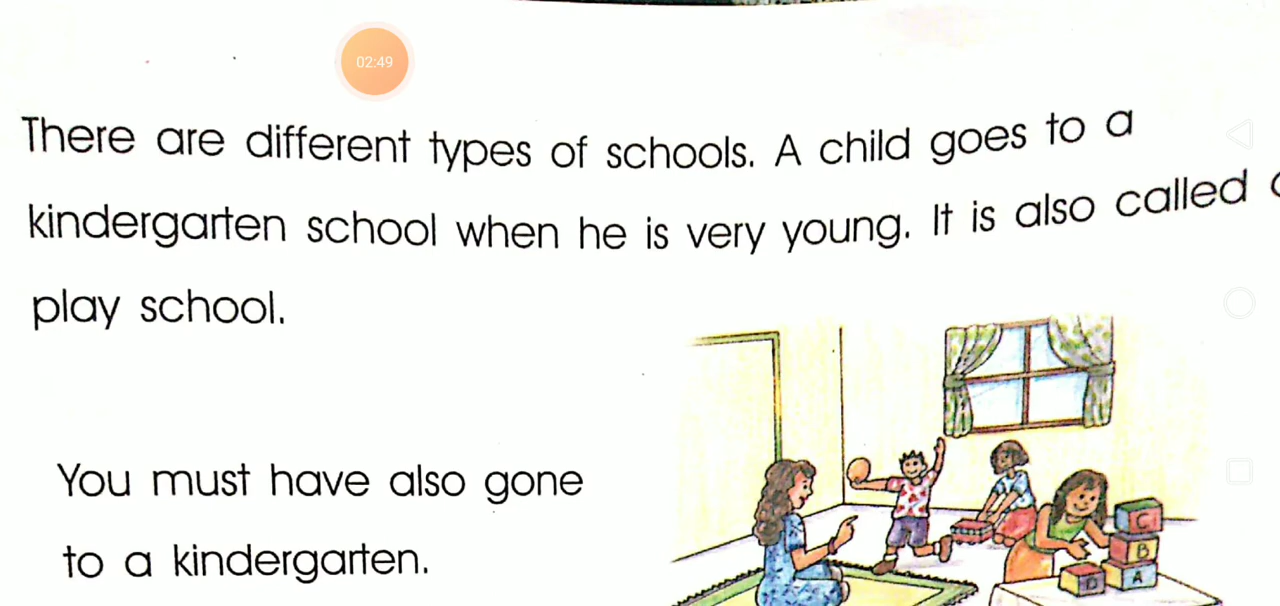 02:49
There are different types of schools. A child goes to a
kindergarten school when he is very young. It is also called
play school.
You must have also gone
to a kindergarten.
C
B
D A